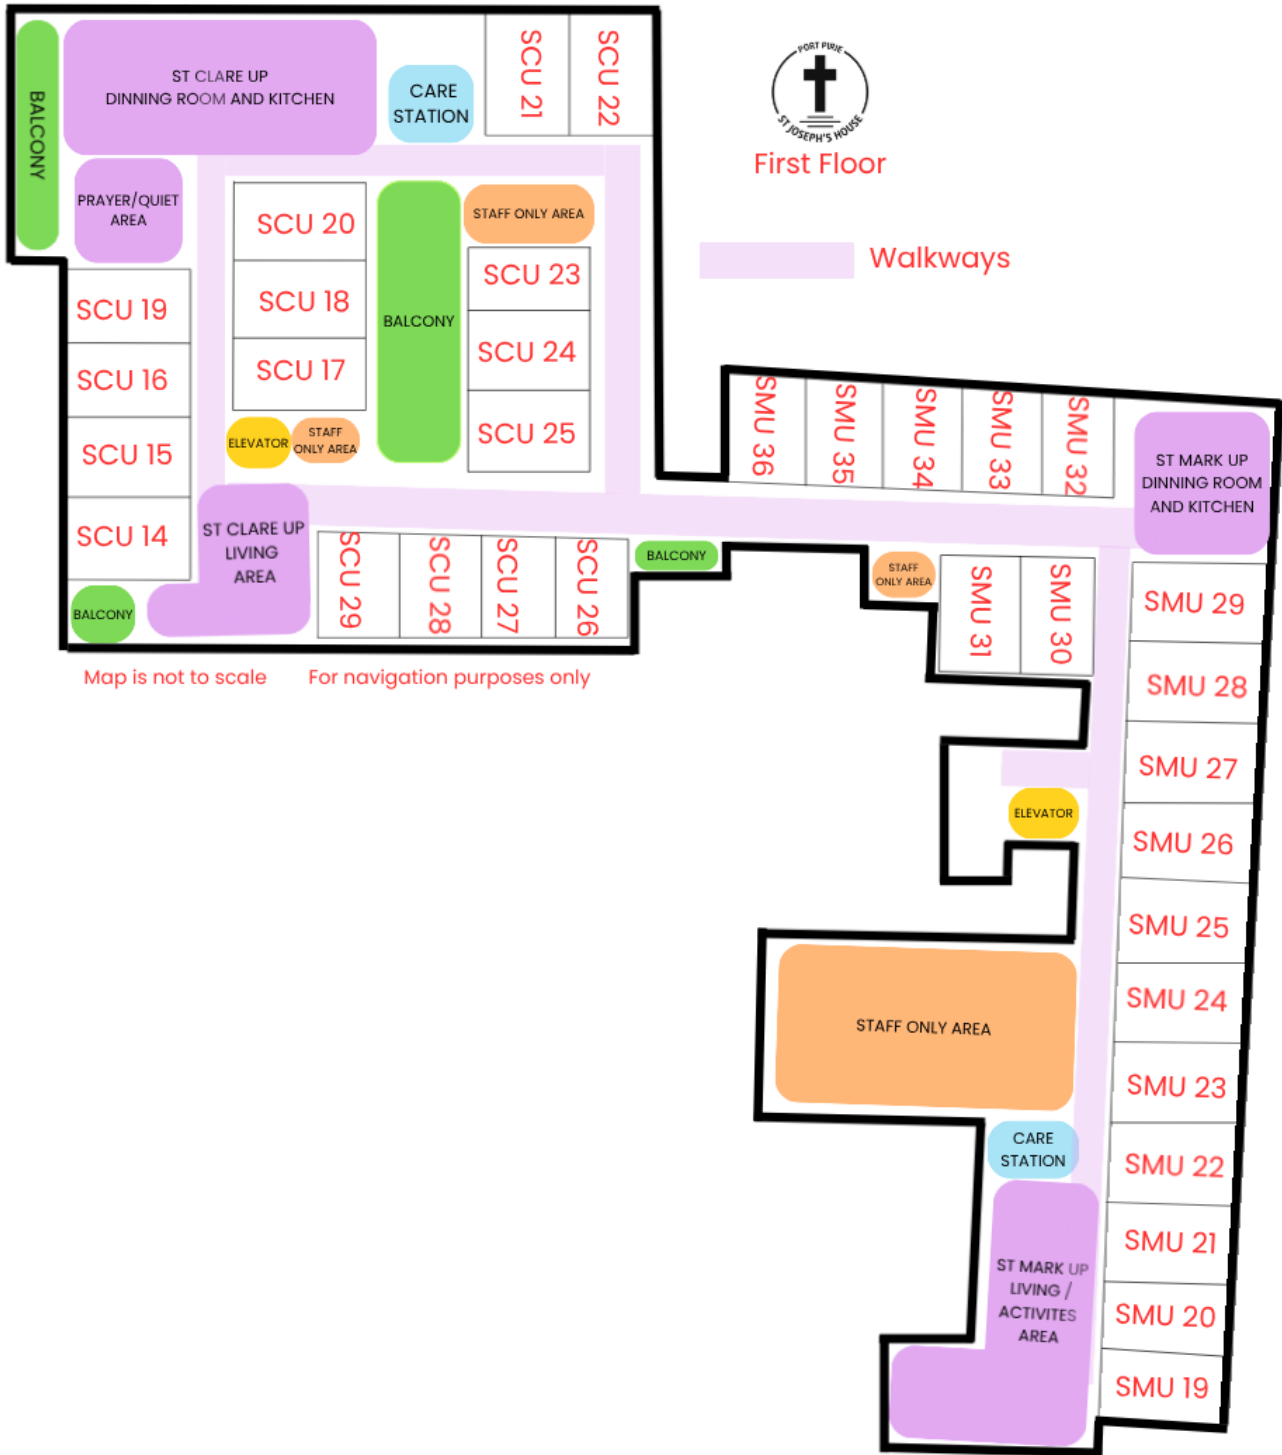 PORT PIRIE
ST JOSEPH'S HOUSE
First Floor
Walkways
BALCONY
ST CLARE UP
DINNING ROOM AND KITCHEN
CARE
STATION
SCU 21
SCU 22
PRAYER/QUIET
AREA
SCU 20
SCU 18
SCU 17
BALCONY
STAFF ONLY AREA
SCU 23
SCU 24
SCU 25
SCU 19
SCU 16
SCU 15
SCU 14
ELEVATOR
STAFF
ONLY AREA
ST CLARE UP
LIVING
AREA
BALCONY
SCU 29
SCU 28
SCU 27
SCU 26
BALCONY
Map is not to scale
For navigation purposes only
SMU 36
SMU 35
SMU 34
SMU 33
SMU 32
ST MARK UP
DINNING ROOM
AND KITCHEN
STAFF
ONLY AREA
SMU 31
SMU 30
SMU 29
SMU 28
SMU 27
ELEVATOR
SMU 26
SMU 25
SMU 24
STAFF ONLY AREA
SMU 23
CARE
STATION
SMU 22
SMU 21
ST MARK UP
LIVING /
ACTIVITES
AREA
SMU 20
SMU 19